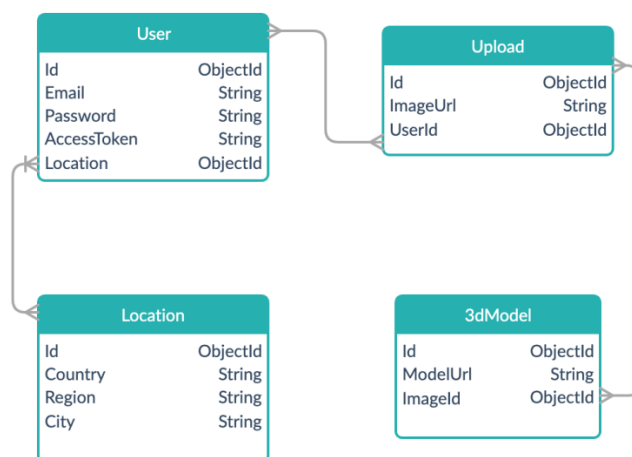 User
Id ObjectId
Email String
Password String
AccessToken String
Location ObjectId
Upload
Id ObjectId
ImageUrl String
UserId ObjectId
Location
Id ObjectId
Country String
Region String
City String
3dModel
Id ObjectId
ModelUrl String
ImageId ObjectId